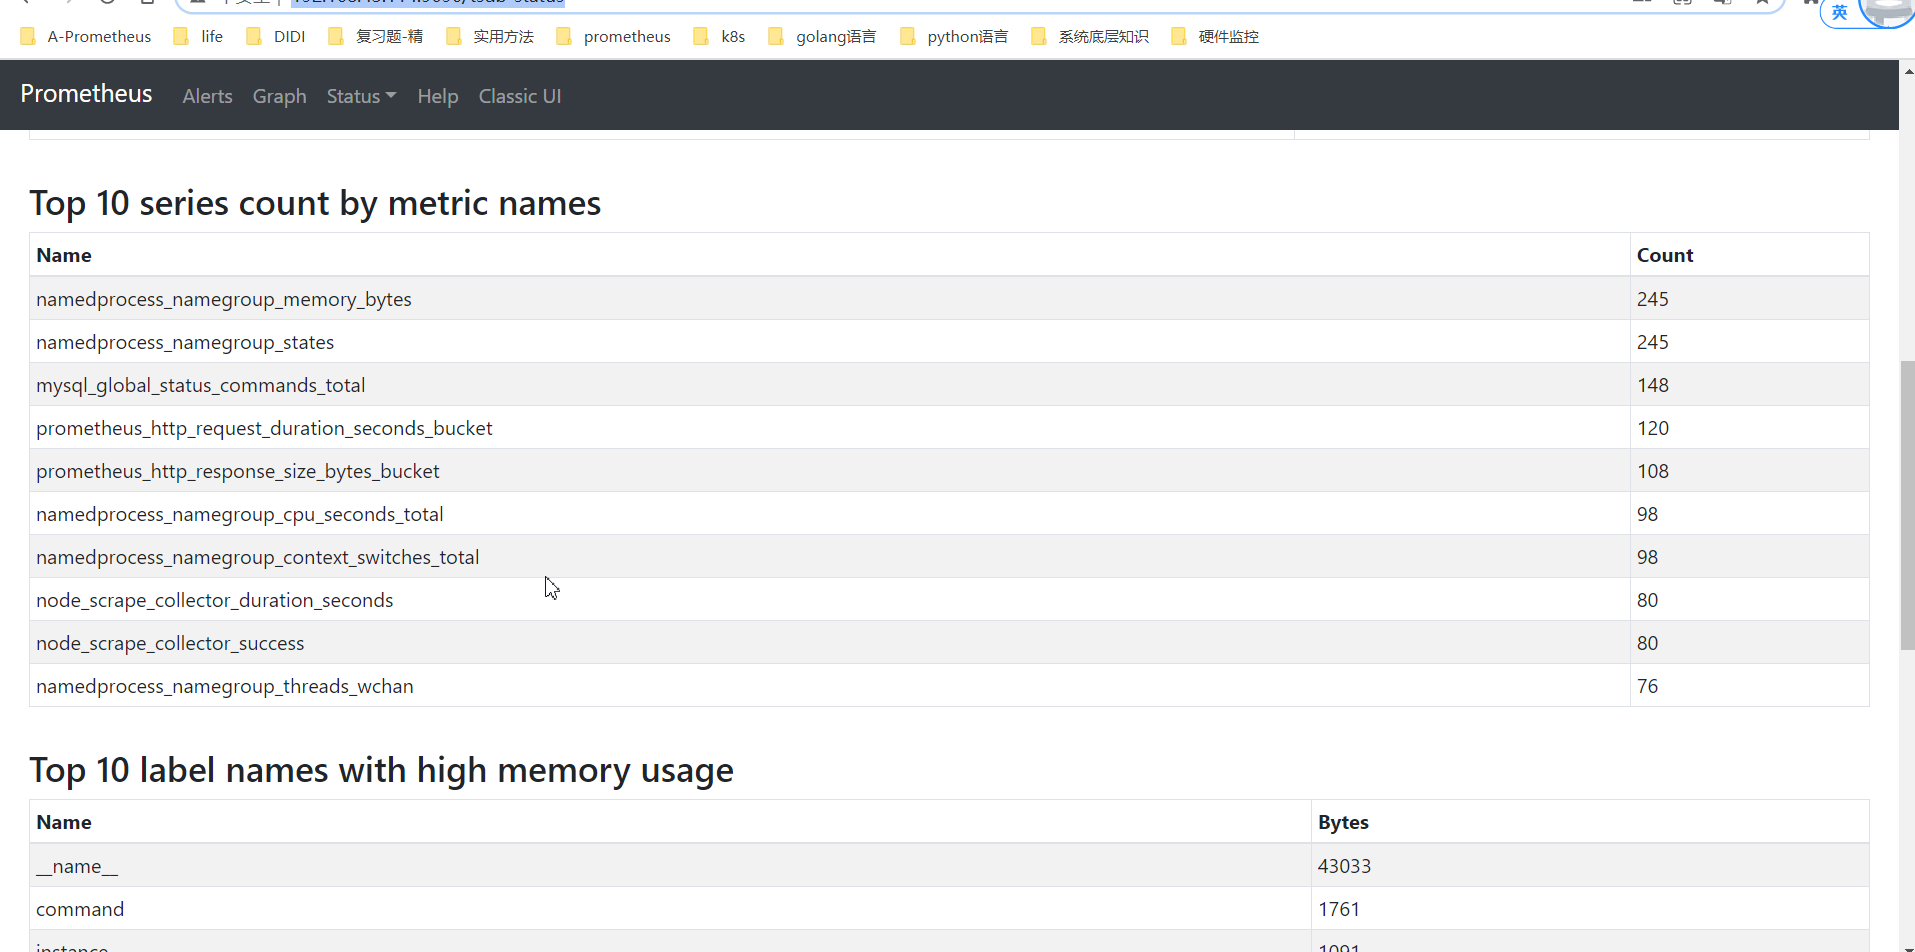 A-Prometheus life DIDI 复习题-精 实用方法 prometheus k8s golang语言 python语言 系统底层知识 硬件监控
英
Prometheus Alerts Graph Status Help Classic UI
Top 10 series count by metric names
Name Count
namedprocess_namegroup_memory_bytes 245
namedprocess_namegroup_states 245
mysql_global_status_commands_total 148
prometheus_http_request_duration_seconds_bucket 120
prometheus_http_response_size_bytes_bucket 108
namedprocess_namegroup_cpu_seconds_total 98
namedprocess_namegroup_context_switches_total 98
node_scrape_collector_duration_seconds 80
node_scrape_collector_success 80
namedprocess_namegroup_threads_wchan 76
Top 10 label names with high memory usage
Name Bytes
__name__ 43033
command 1761
instance 1091